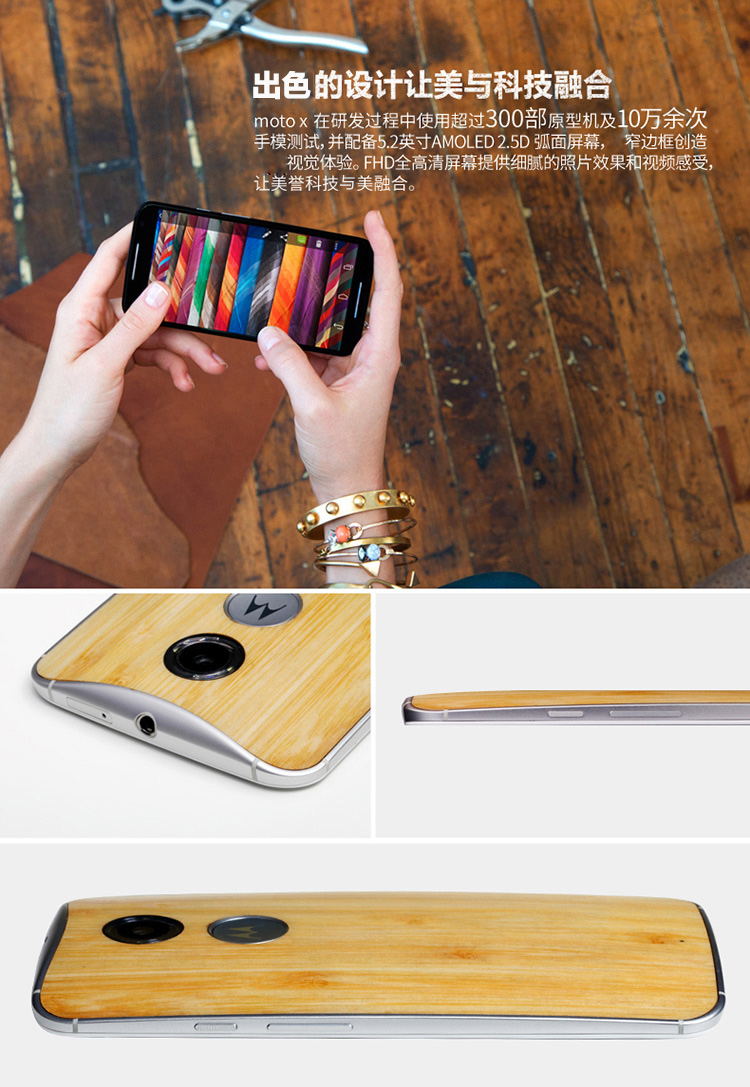 出色的设计让美与科技融合
moto x 在研发过程中使用超过300部原型机及10万余次
手模测试, 并配备5.2英寸AMOLED 2.5D 弧面屏幕， 窄边框创造
视觉体验。FHD全高清屏幕提供细腻的照片效果和视频感受,
让美誉科技与美融合。